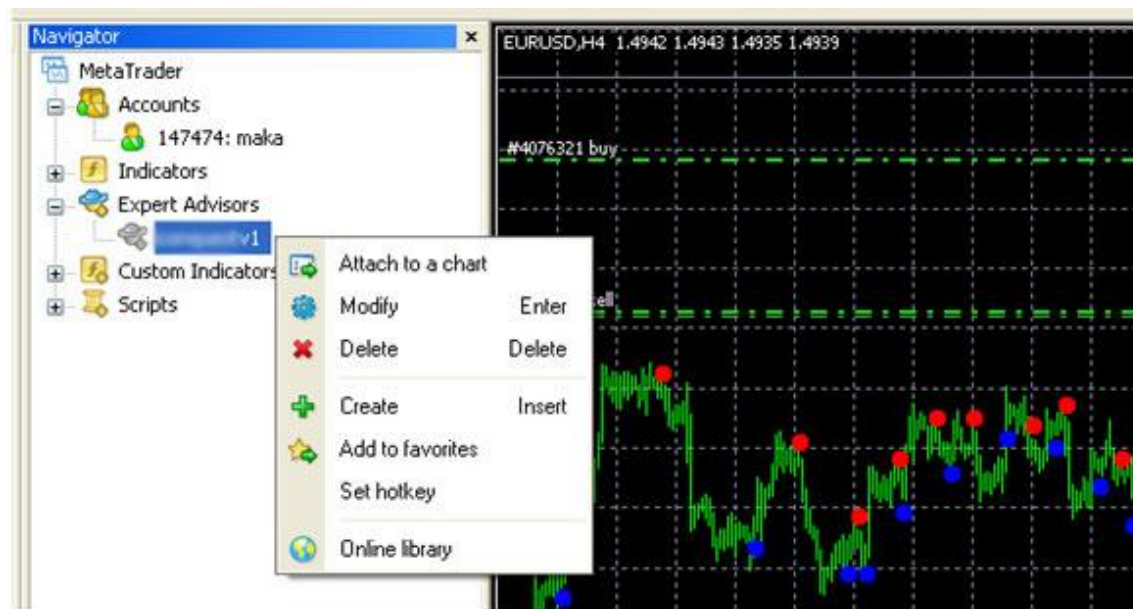 Navigator
MetaTrader
Accounts
147474: maka
Indicators
Expert Advisors
v1
Custom Indicators
Scripts
Attach to a chart
Modify Enter
Delete Delete
Create Insert
Add to favorites
Set hotkey
Online library
EURUSD,H4 1.4942 1.4943 1.4935 1.4939
#4076321 buy